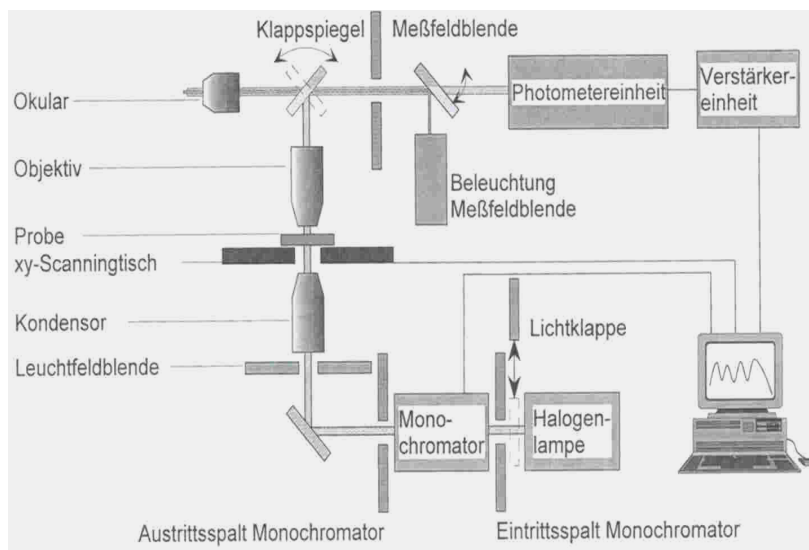 Klappspiegel
Meßfeldblende
Okular
Photometereinheit
Verstärker-
einheit
Objektiv
Beleuchtung
Meßfeldblende
Probe
xy-Scanningtisch
Kondensor
Lichtklappe
Leuchtfeldblende
Mono-
chromator
Halogen-
lampe
Austrittsspalt Monochromator
Eintrittsspalt Monochromator